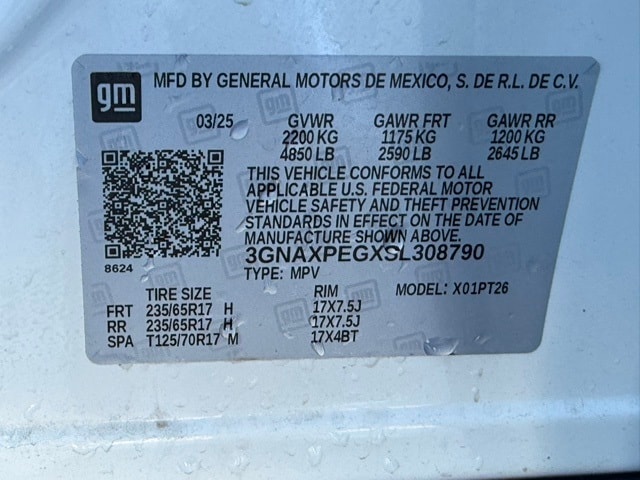 gm
MFD BY GENERAL MOTORS DE MEXICO, S. DE R.L. DE C.V.
03/25 GVWR GAWR FRT GAWR RR
2200 KG 1175 KG 1200 KG
4850 LB 2590 LB 2645 LB
THIS VEHICLE CONFORMS TO ALL
APPLICABLE U.S. FEDERAL MOTOR
VEHICLE SAFETY AND THEFT PREVENTION
STANDARDS IN EFFECT ON THE DATE OF
MANUFACTURE SHOWN ABOVE.
8624 3GNAXPEGXSL308790
TYPE: MPV
TIRE SIZE RIM MODEL: X01PT26
FRT 235/65R17 H 17X7.5J
RR 235/65R17 H 17X7.5J
SPA T125/70R17 M 17X4BT